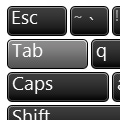 Esc ~ `
Tab q
Caps
Shift